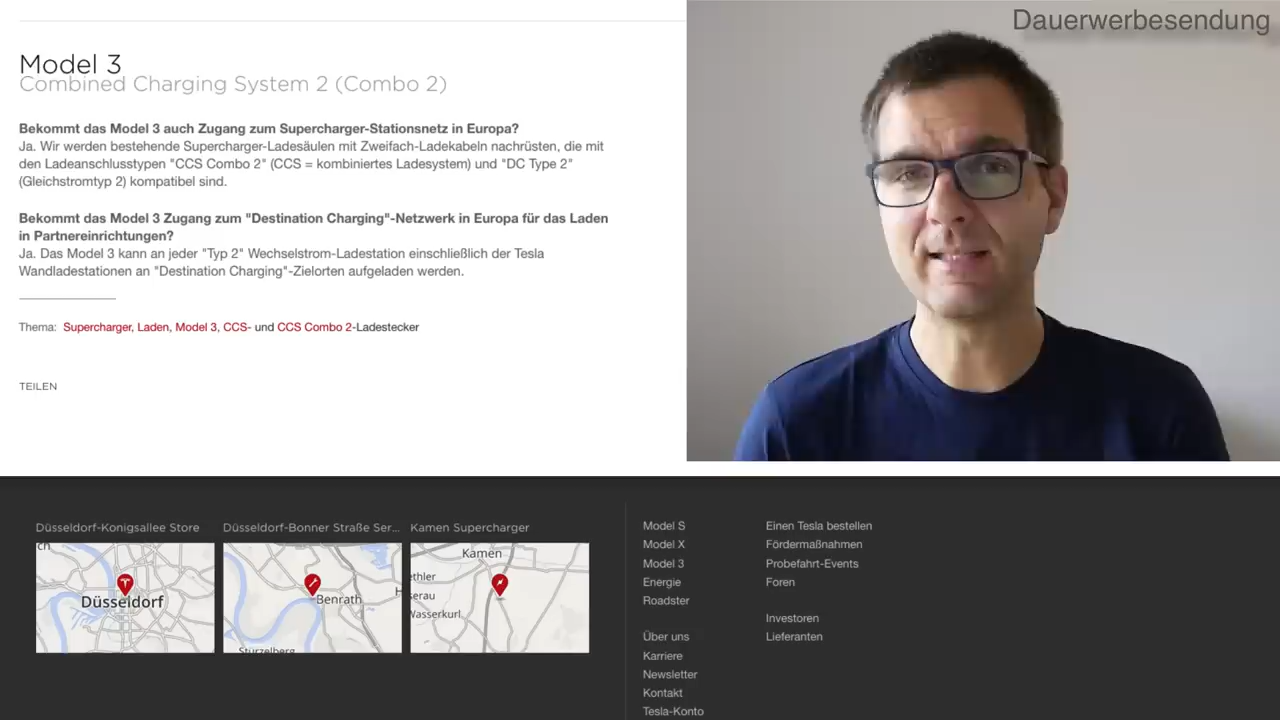 Dauerwerbesendung
Model 3
Combined Charging System 2 (Combo 2)
Bekommt das Model 3 auch Zugang zum Supercharger-Stationsnetz in Europa?
Ja. Wir werden bestehende Supercharger-Ladesäulen mit Zweifach-Ladekabeln nachrüsten, die mit
den Ladeanschlusstypen "CCS Combo 2" (CCS = kombiniertes Ladesystem) und "DC Type 2"
(Gleichstromtyp 2) kompatibel sind.
Bekommt das Model 3 Zugang zum "Destination Charging"-Netzwerk in Europa für das Laden
in Partnereinrichtungen?
Ja. Das Model 3 kann an jeder "Typ 2" Wechselstrom-Ladestation einschließlich der Tesla
Wandladestationen an "Destination Charging"-Zielorten aufgeladen werden.
Thema: Supercharger, Laden, Model 3, CCS- und CCS Combo 2-Ladestecker
TEILEN
Düsseldorf-Konigsallee Store
ch
Düsseldorf
Düsseldorf-Bonner Straße Ser...
Benrath
H
Stürzelberg
Kamen Supercharger
Kamen
ethler
serau
Wasserkurl
Model S
Model X
Model 3
Energie
Roadster
Über uns
Karriere
Newsletter
Kontakt
Tesla-Konto
Einen Tesla bestellen
Fördermaßnahmen
Probefahrt-Events
Foren
Investoren
Lieferanten